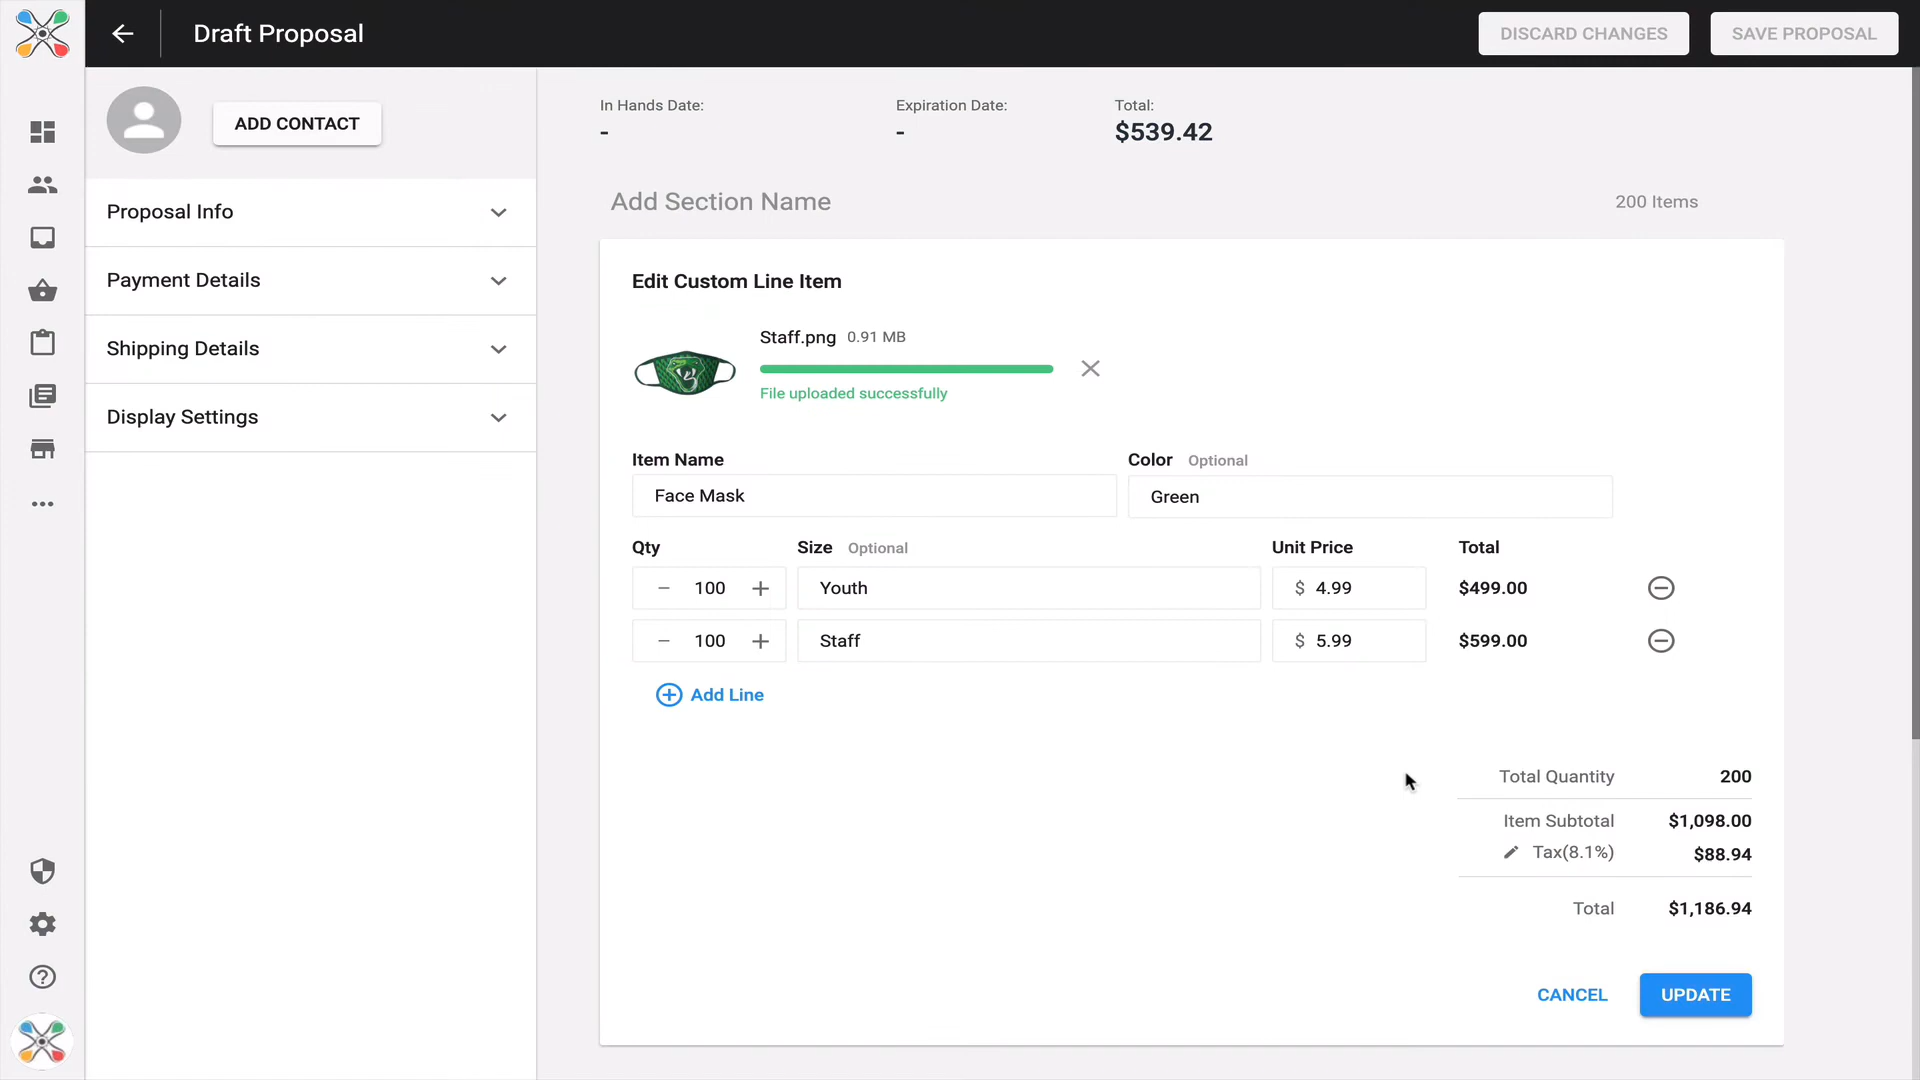 Draft Proposal
DISCARD CHANGES
SAVE PROPOSAL
ADD CONTACT
Proposal Info
Payment Details
Shipping Details
Display Settings
In Hands Date:
-
Expiration Date:
-
Total:
$539.42
Add Section Name
200 Items
Edit Custom Line Item
Staff.png 0.91 MB
File uploaded successfully
Item Name
Color Optional
Face Mask
Green
Qty Size Optional Unit Price Total
− 100 + Youth $ 4.99 $499.00
− 100 + Staff $ 5.99 $599.00
Add Line
Total Quantity 200
Item Subtotal $1,098.00
Tax(8.1%) $88.94
Total $1,186.94
CANCEL
UPDATE